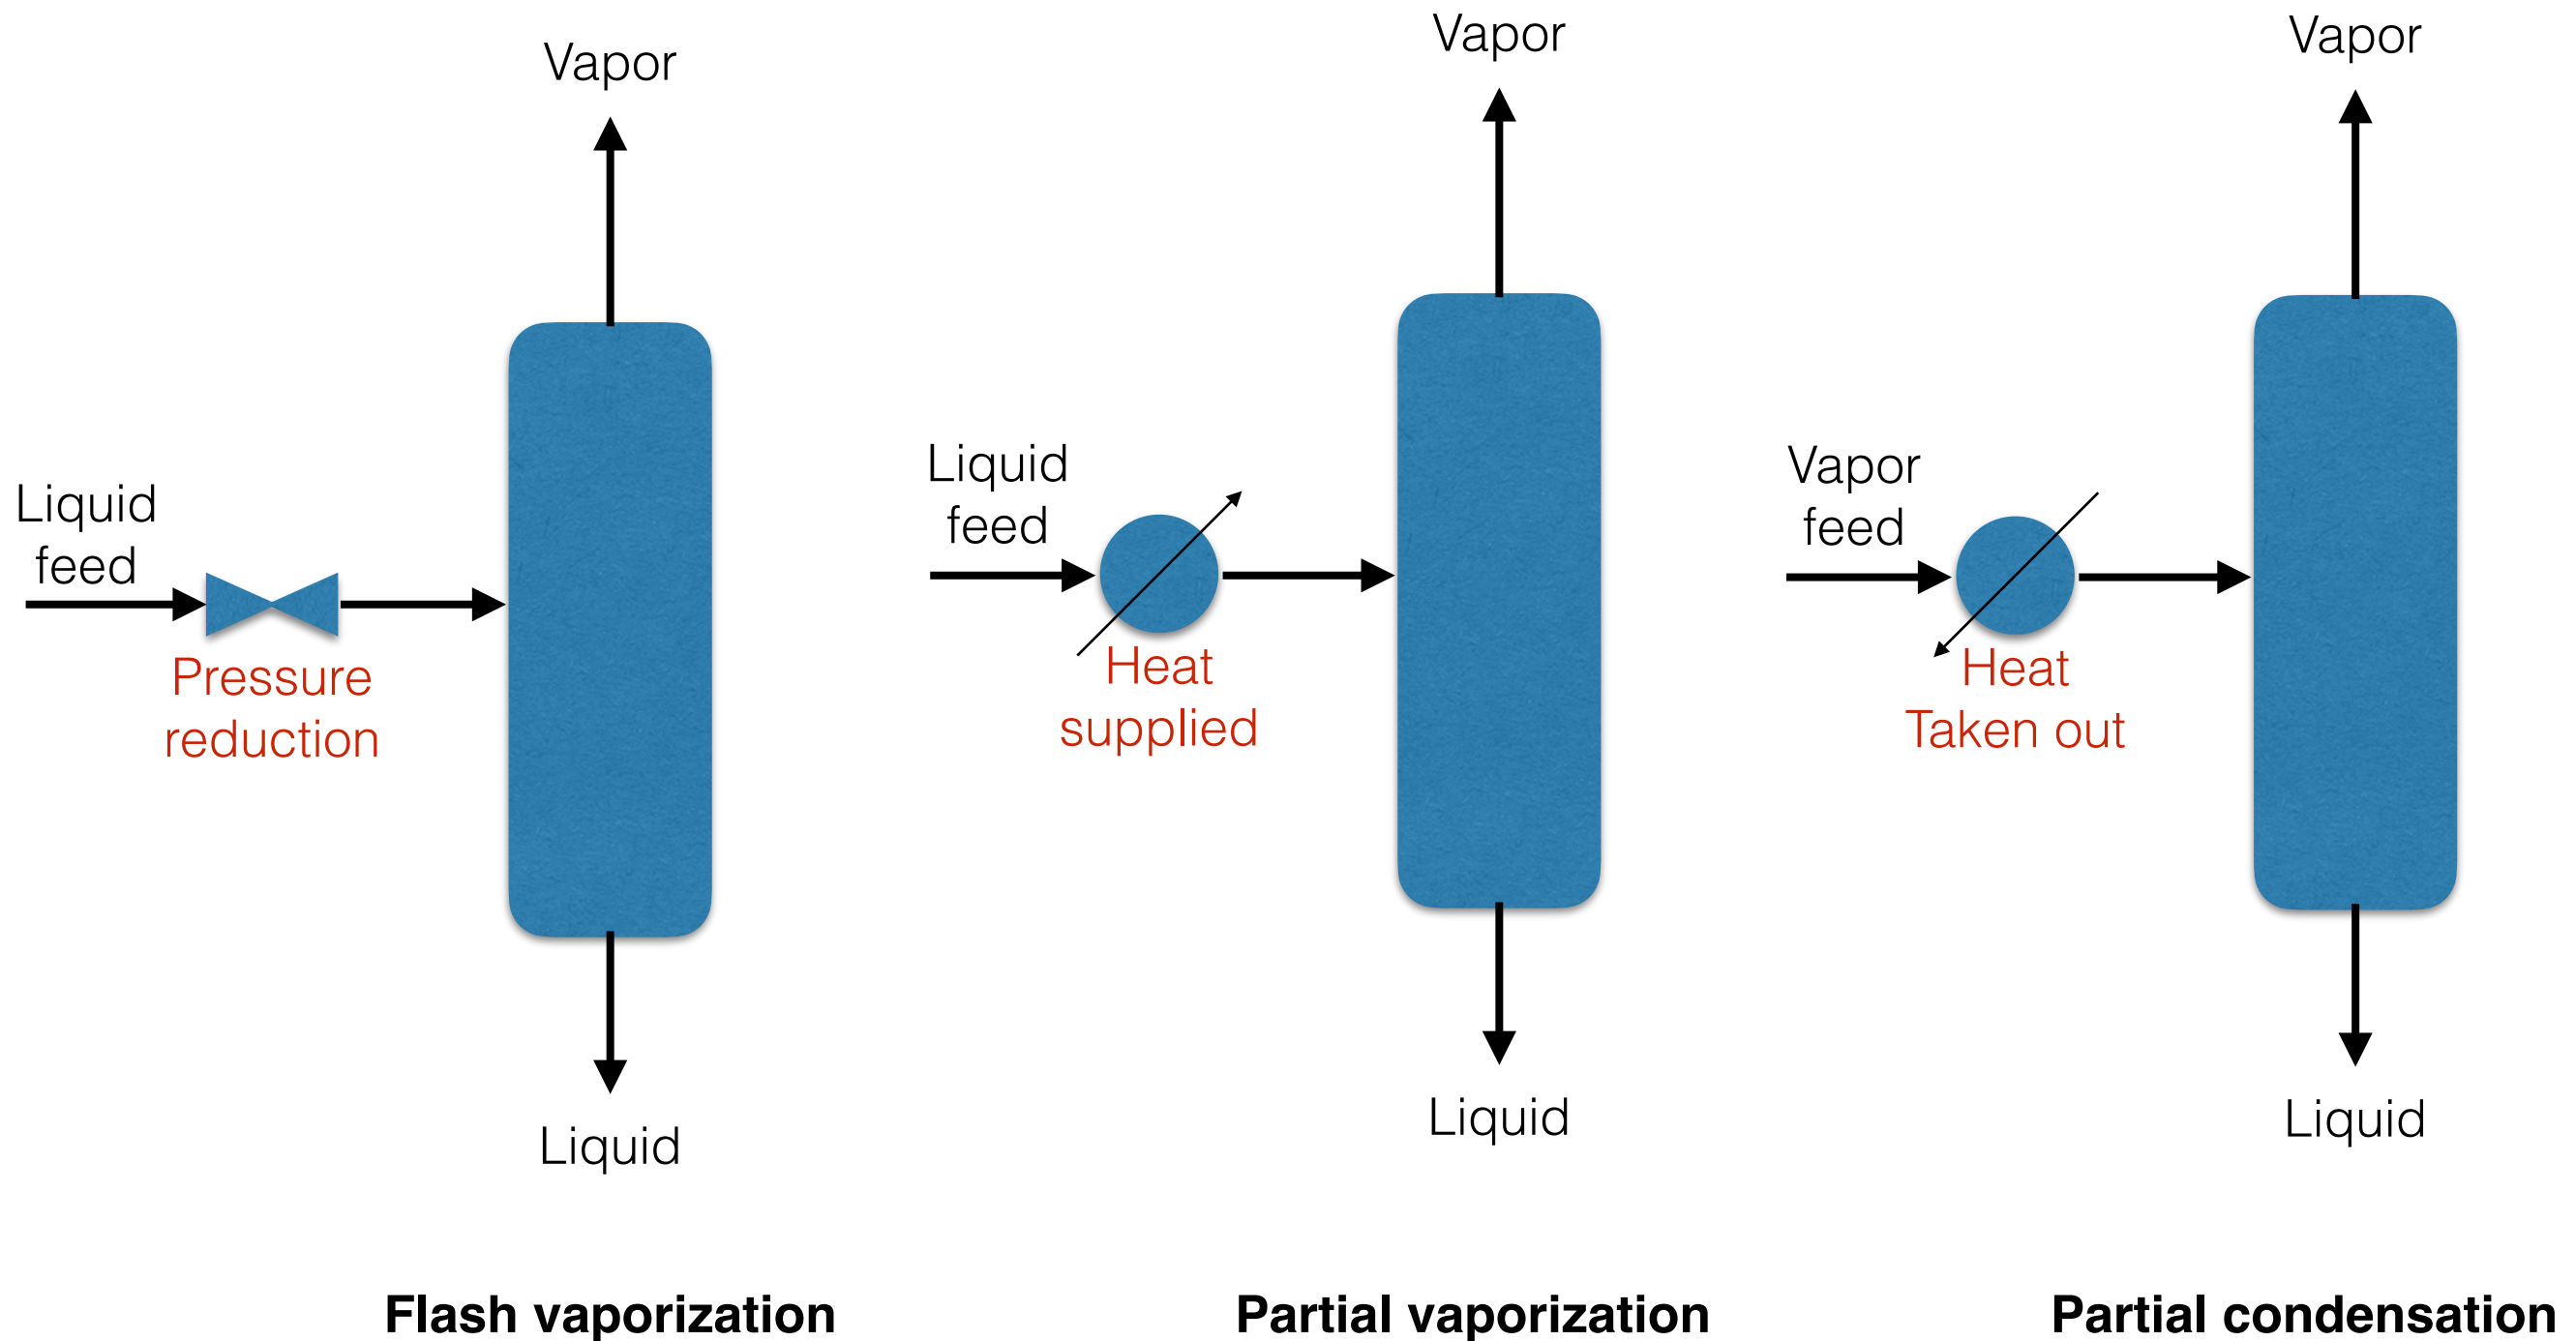 Vapor
Liquid
feed
Pressure
reduction
Liquid
Flash vaporization
Vapor
Liquid
feed
Heat
supplied
Liquid
Partial vaporization
Vapor
Vapor
feed
Heat
Taken out
Liquid
Partial condensation